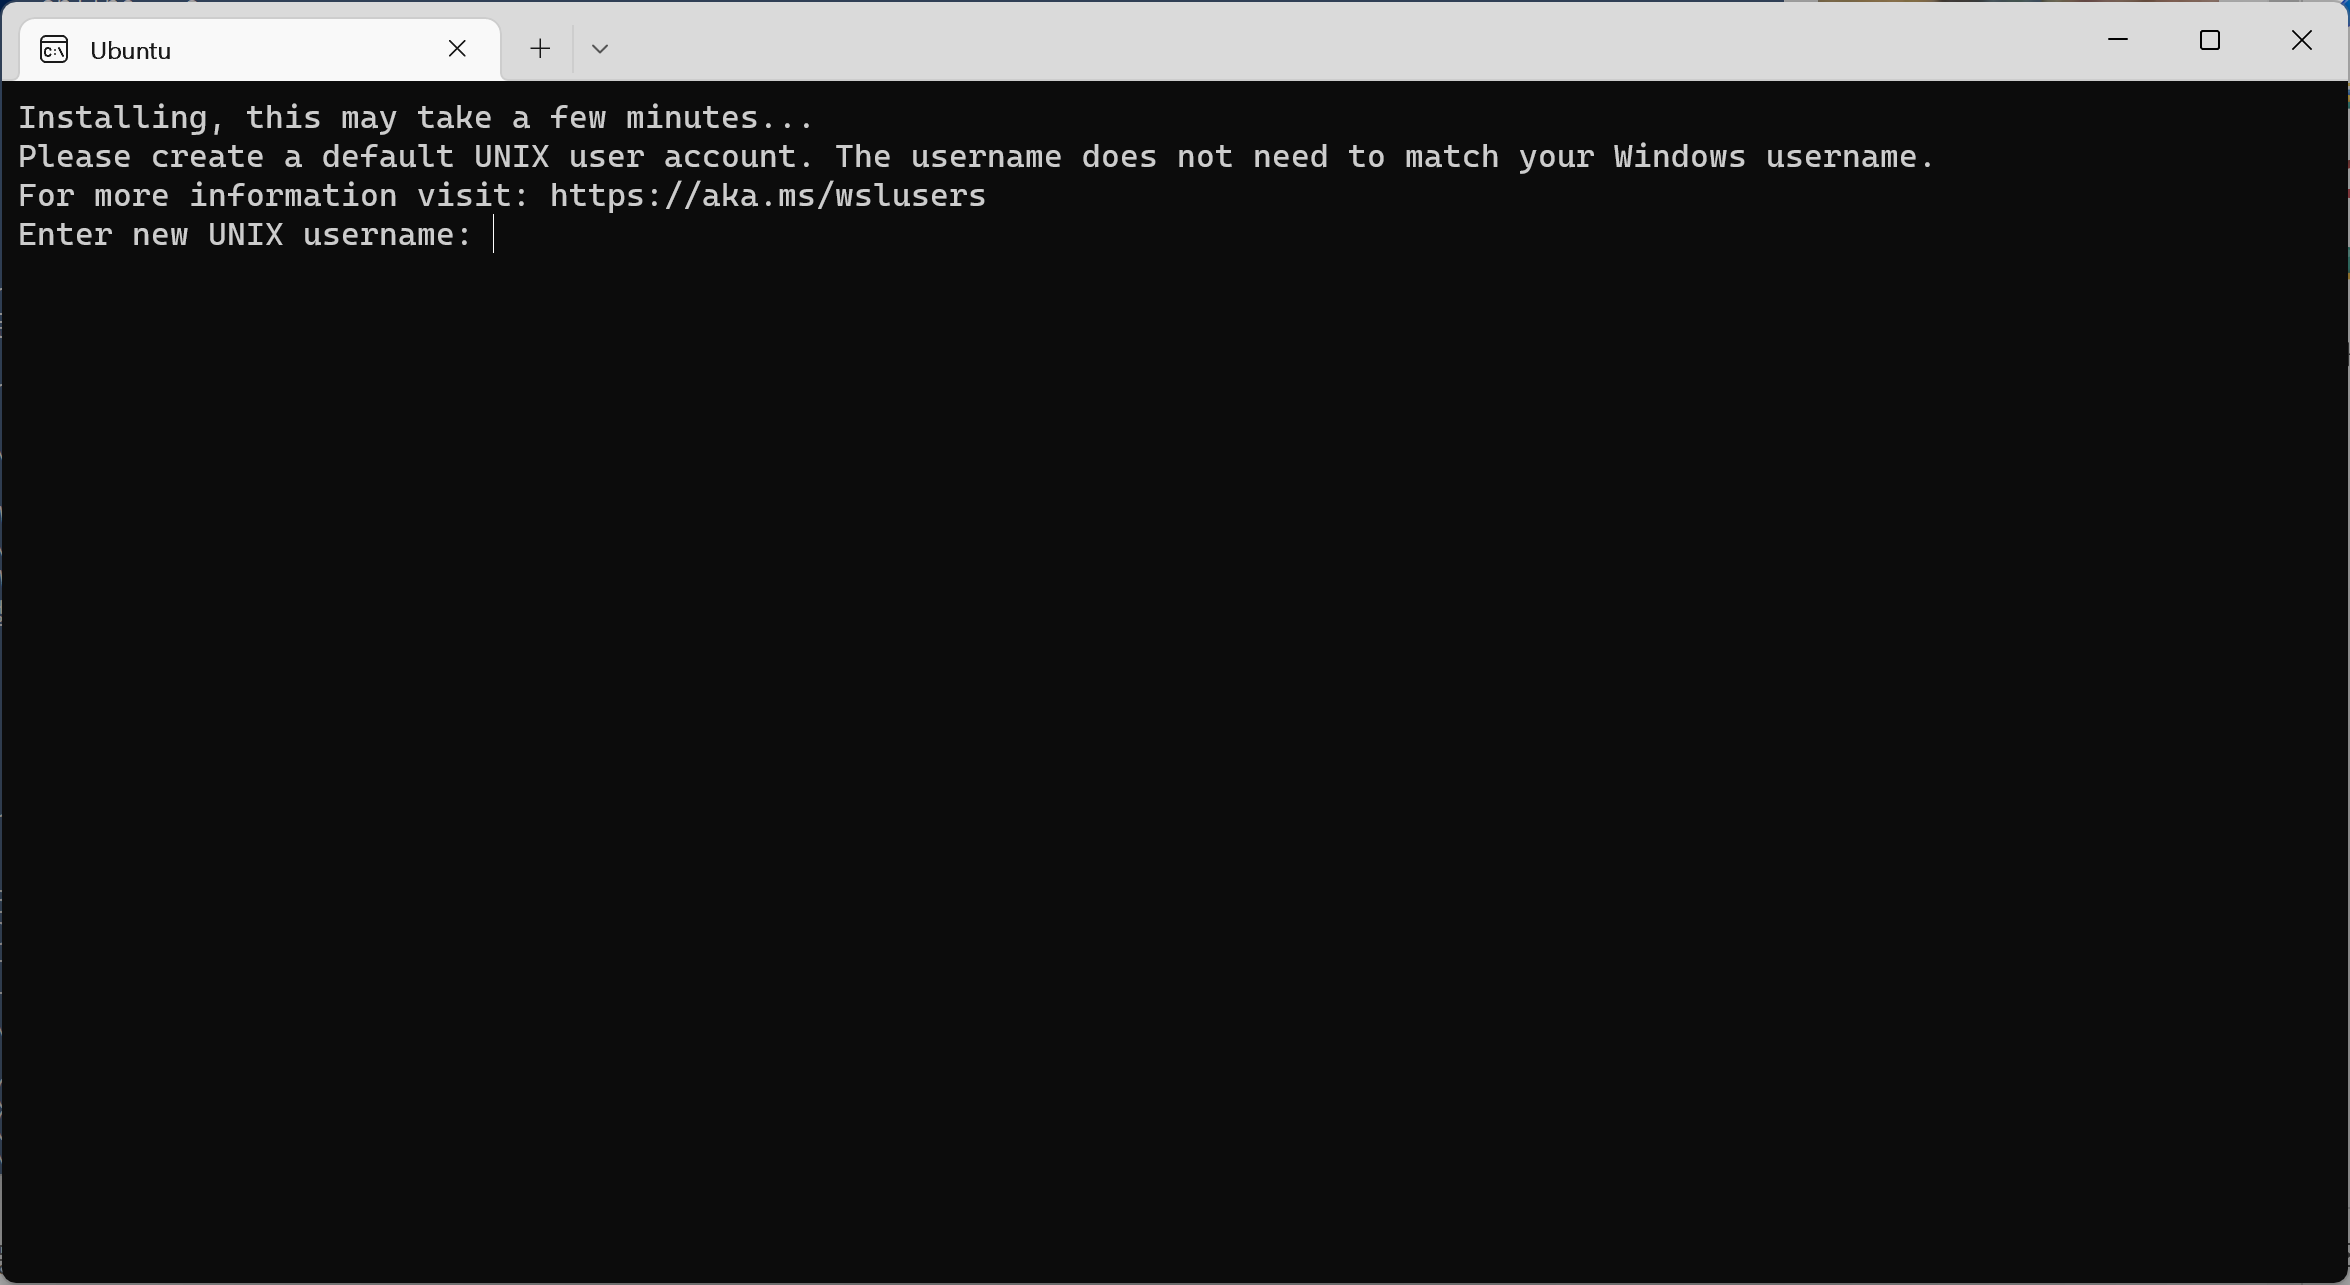 Ubuntu
Installing, this may take a few minutes...
Please create a default UNIX user account. The username does not need to match your Windows username.
For more information visit: https://aka.ms/wslusers
Enter new UNIX username: